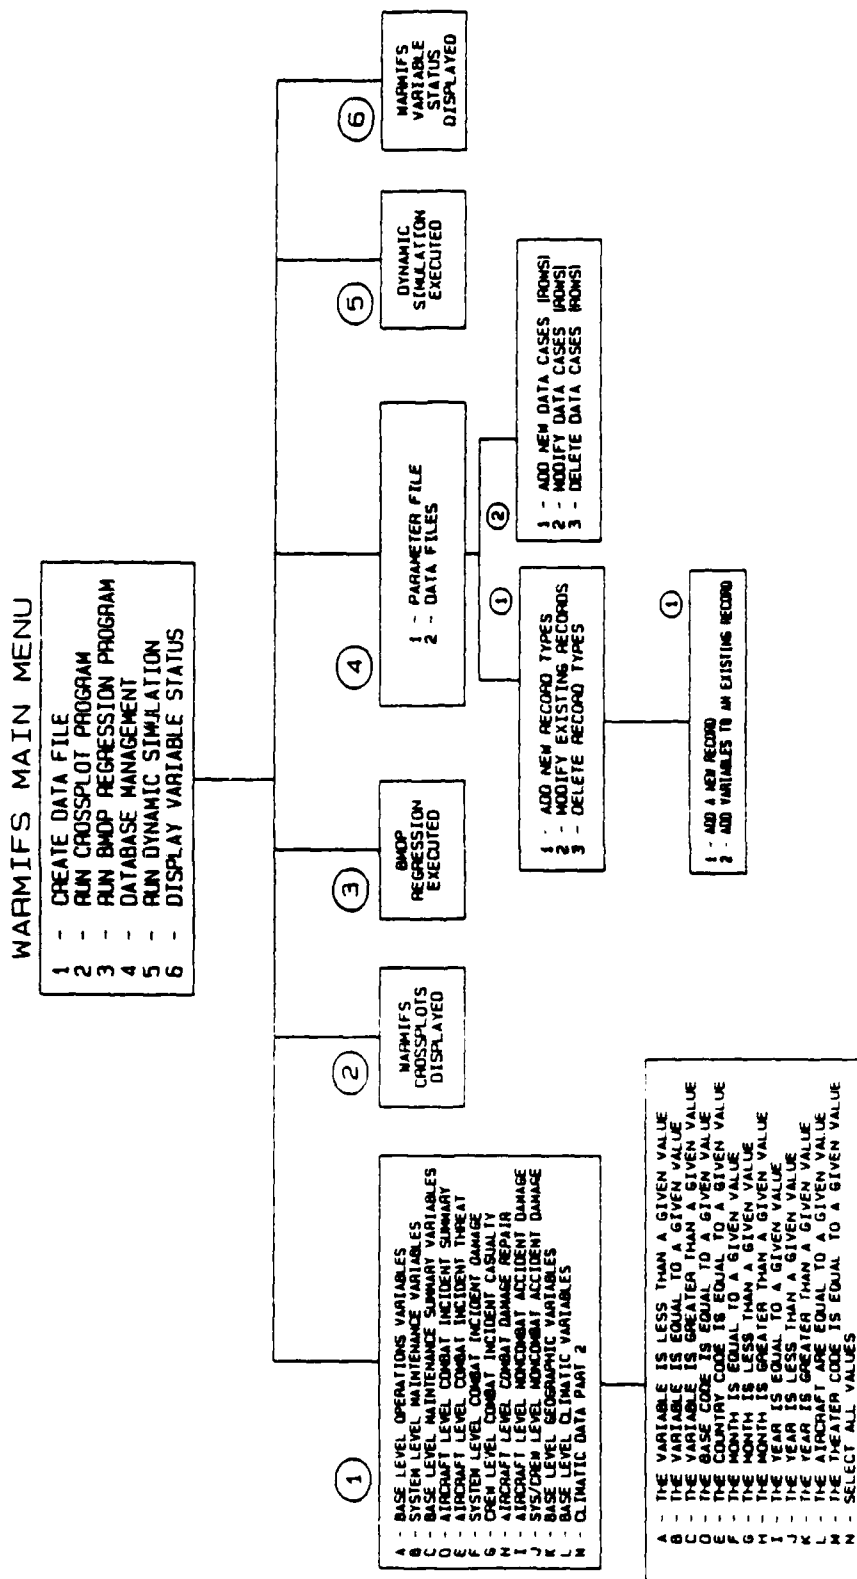 WARMIFS MAIN MENU
1 - CREATE DATA FILE
2 - RUN CROSSPLOT PROGRAM
3 - RUN BMDP REGRESSION PROGRAM
4 - DATABASE MANAGEMENT
5 - RUN DYNAMIC SIMULATION
6 - DISPLAY VARIABLE STATUS
1
A - BASE LEVEL OPERATIONS VARIABLES
B - SYSTEM LEVEL MAINTENANCE VARIABLES
C - BASE LEVEL MAINTENANCE SUMMARY VARIABLES
D - AIRCRAFT LEVEL COMBAT INCIDENT SUMMARY
E - AIRCRAFT LEVEL COMBAT INCIDENT THREAT
F - SYSTEM LEVEL COMBAT INCIDENT DAMAGE
G - CREW LEVEL COMBAT INCIDENT CASUALTY
H - AIRCRAFT LEVEL COMBAT DAMAGE REPAIR
I - AIRCRAFT LEVEL NONCOMBAT ACCIDENT DAMAGE
J - SYS/CREW LEVEL NONCOMBAT ACCIDENT DAMAGE
K - BASE LEVEL GEOGRAPHIC VARIABLES
L - BASE LEVEL CLIMATIC VARIABLES
M - CLIMATIC DATA PART 2
A - THE VARIABLE IS LESS THAN A GIVEN VALUE
B - THE VARIABLE IS EQUAL TO A GIVEN VALUE
C - THE VARIABLE IS GREATER THAN A GIVEN VALUE
D - THE BASE CODE IS EQUAL TO A GIVEN VALUE
E - THE COUNTRY CODE IS EQUAL TO A GIVEN VALUE
F - THE MONTH IS EQUAL TO A GIVEN VALUE
G - THE MONTH IS LESS THAN A GIVEN VALUE
H - THE MONTH IS GREATER THAN A GIVEN VALUE
I - THE YEAR IS EQUAL TO A GIVEN VALUE
J - THE YEAR IS LESS THAN A GIVEN VALUE
K - THE YEAR IS GREATER THAN A GIVEN VALUE
L - THE AIRCRAFT ARE EQUAL TO A GIVEN VALUE
M - THE THEATER CODE IS EQUAL TO A GIVEN VALUE
N - SELECT ALL VALUES
2
WARMIFS
CROSSPLOTS
DISPLAYED
3
BMDP
REGRESSION
EXECUTED
4
1 - PARAMETER FILE
2 - DATA FILES
1
1 - ADD NEW RECORD TYPES
2 - MODIFY EXISTING RECORDS
3 - DELETE RECORD TYPES
1
1 - ADD A NEW RECORD
2 - ADD VARIABLES TO AN EXISTING RECORD
2
1 - ADD NEW DATA CASES (ROWS)
2 - MODIFY DATA CASES (ROWS)
3 - DELETE DATA CASES (ROWS)
5
DYNAMIC
SIMULATION
EXECUTED
6
WARMIFS
VARIABLE
STATUS
DISPLAYED